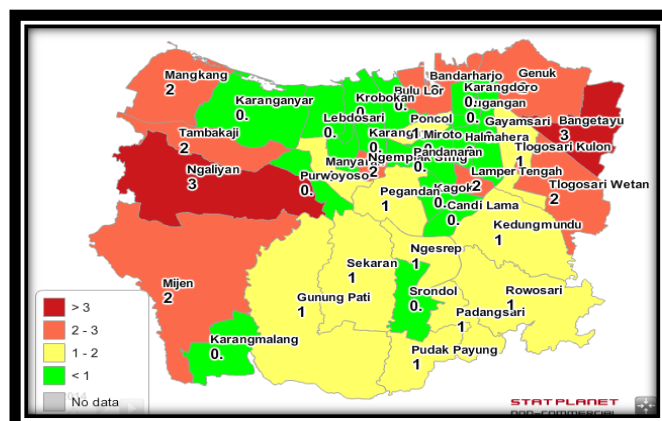 Mangkang
2
Karanganyar
0.
Krobokan
0.
Bulu Lor
0.
Bandarharjo
Karangdoro
0.
Genuk
Bangetayu
3
Lebdosari
0.
Poncol
1
Gayamsari
1
Tambakaji
2
Miroto
0.
Halmahera
Tlogosari Kulon
Ngaliyan
3
Purwoyoso
0.
2
Pandanaran
0.
Lamper Tengah
2
Tlogosari Wetan
2
Pegandan
1
Kagok
0.
Candi Lama
0.
Kedungmundu
1
Ngesrep
1
Sekaran
1
Mijen
2
Gunung Pati
1
Srondol
0.
Rowosari
1
Padangsari
1
Karangmalang
0.
Pudak Payung
1
> 3
2 - 3
1 - 2
< 1
No data
STATPLANET
NON-COMMERCIAL